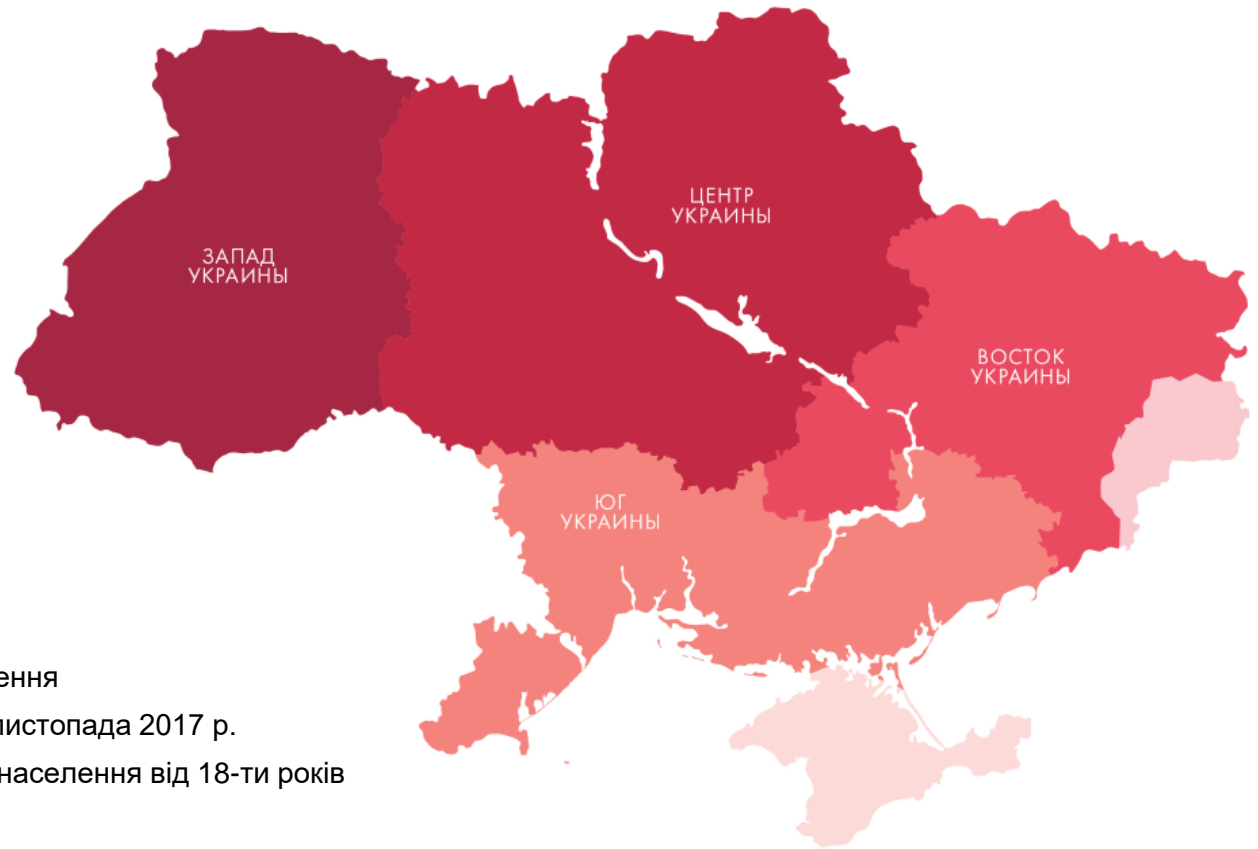 ЦЕНТР
УКРАИНЫ
ЗАПАД
УКРАИНЫ
ВОСТОК
УКРАИНЫ
ЮГ
УКРАИНЫ
ення
листопада 2017 р.
населення від 18-ти років